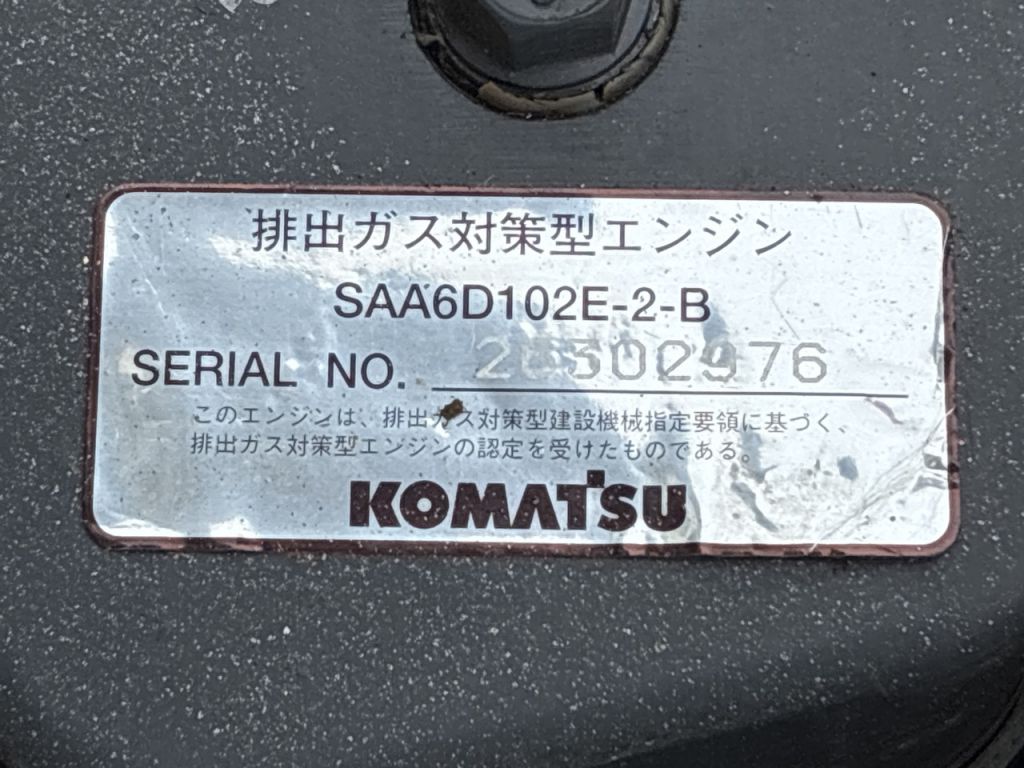 排出ガス対策型エンジン
SAA6D102E-2-B
SERIAL NO. 26302976
このエンジンは、排出ガス対策型建設機械指定要領に基づく、
排出ガス対策型エンジンの認定を受けたものである。
KOMATSU